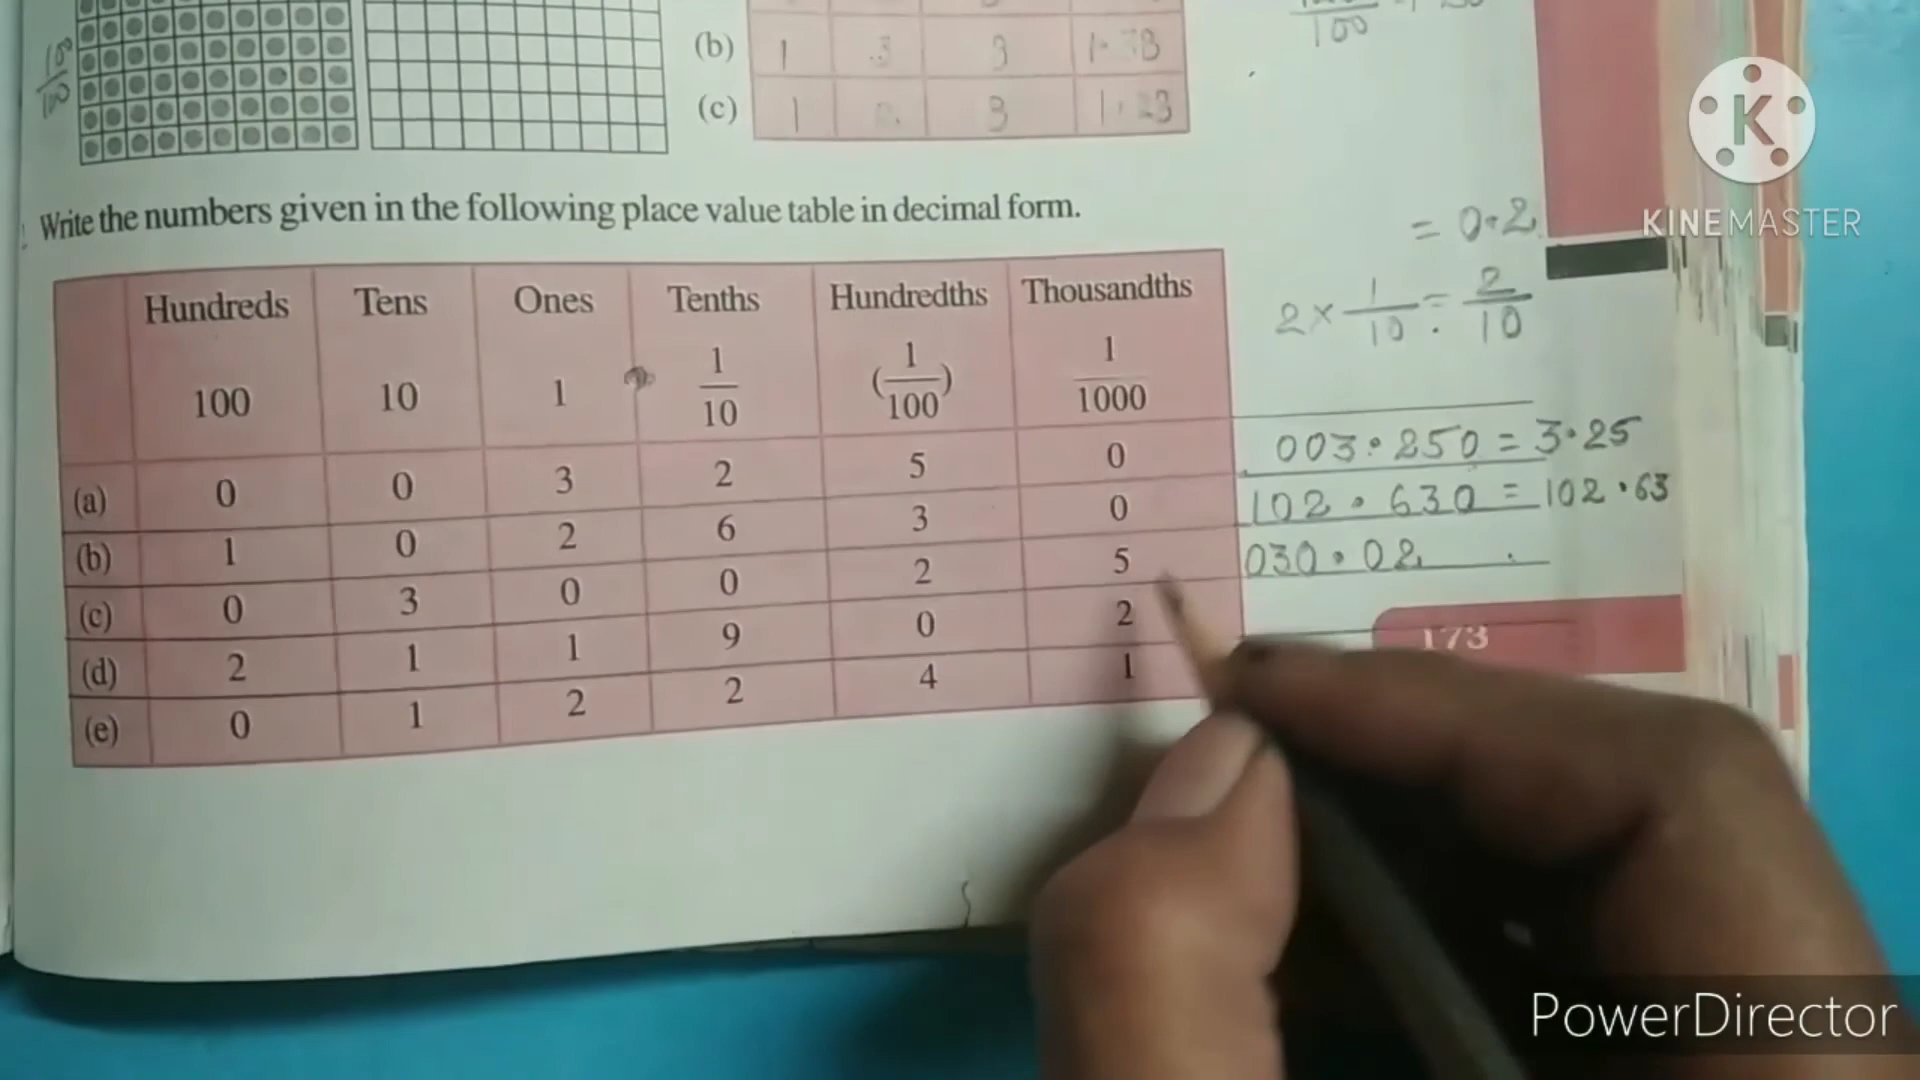 100
10
100
(b) 1 .3 3 1.33
(c) 1 3 1.23
Write the numbers given in the following place value table in decimal form.
= 0.2
K
KINEMASTER
2 × 1/10 = 2/10
Hundreds Tens Ones Tenths Hundredths Thousandths
100 10 1 1/10 (1/100) 1/1000
(a) 0 0 3 2 5 0 003.250 = 3.25
(b) 1 0 2 6 3 0 102.630 = 102.63
(c) 0 3 0 0 2 5 030.02
(d) 2 1 1 9 0 2
(e) 0 1 2 2 4 1
173
PowerDirector